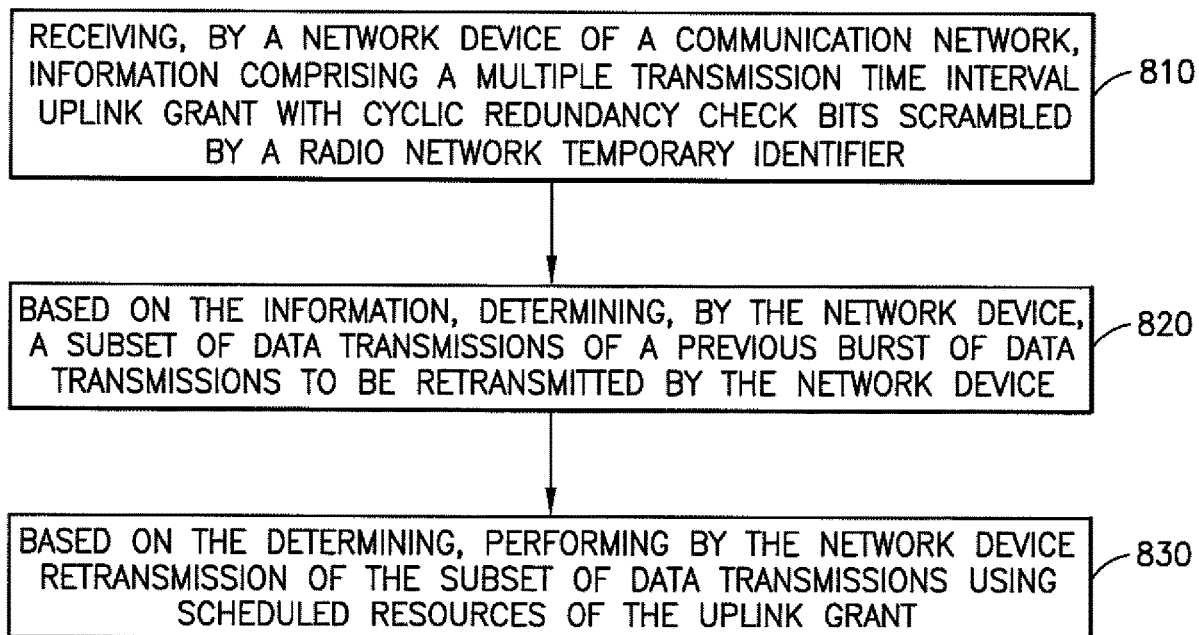 RECEIVING, BY A NETWORK DEVICE OF A COMMUNICATION NETWORK,
INFORMATION COMPRISING A MULTIPLE TRANSMISSION TIME INTERVAL
UPLINK GRANT WITH CYCLIC REDUNDANCY CHECK BITS SCRAMBLED
BY A RADIO NETWORK TEMPORARY IDENTIFIER
810
BASED ON THE INFORMATION, DETERMINING, BY THE NETWORK DEVICE,
A SUBSET OF DATA TRANSMISSIONS OF A PREVIOUS BURST OF DATA
TRANSMISSIONS TO BE RETRANSMITTED BY THE NETWORK DEVICE
820
BASED ON THE DETERMINING, PERFORMING BY THE NETWORK DEVICE
RETRANSMISSION OF THE SUBSET OF DATA TRANSMISSIONS USING
SCHEDULED RESOURCES OF THE UPLINK GRANT
830